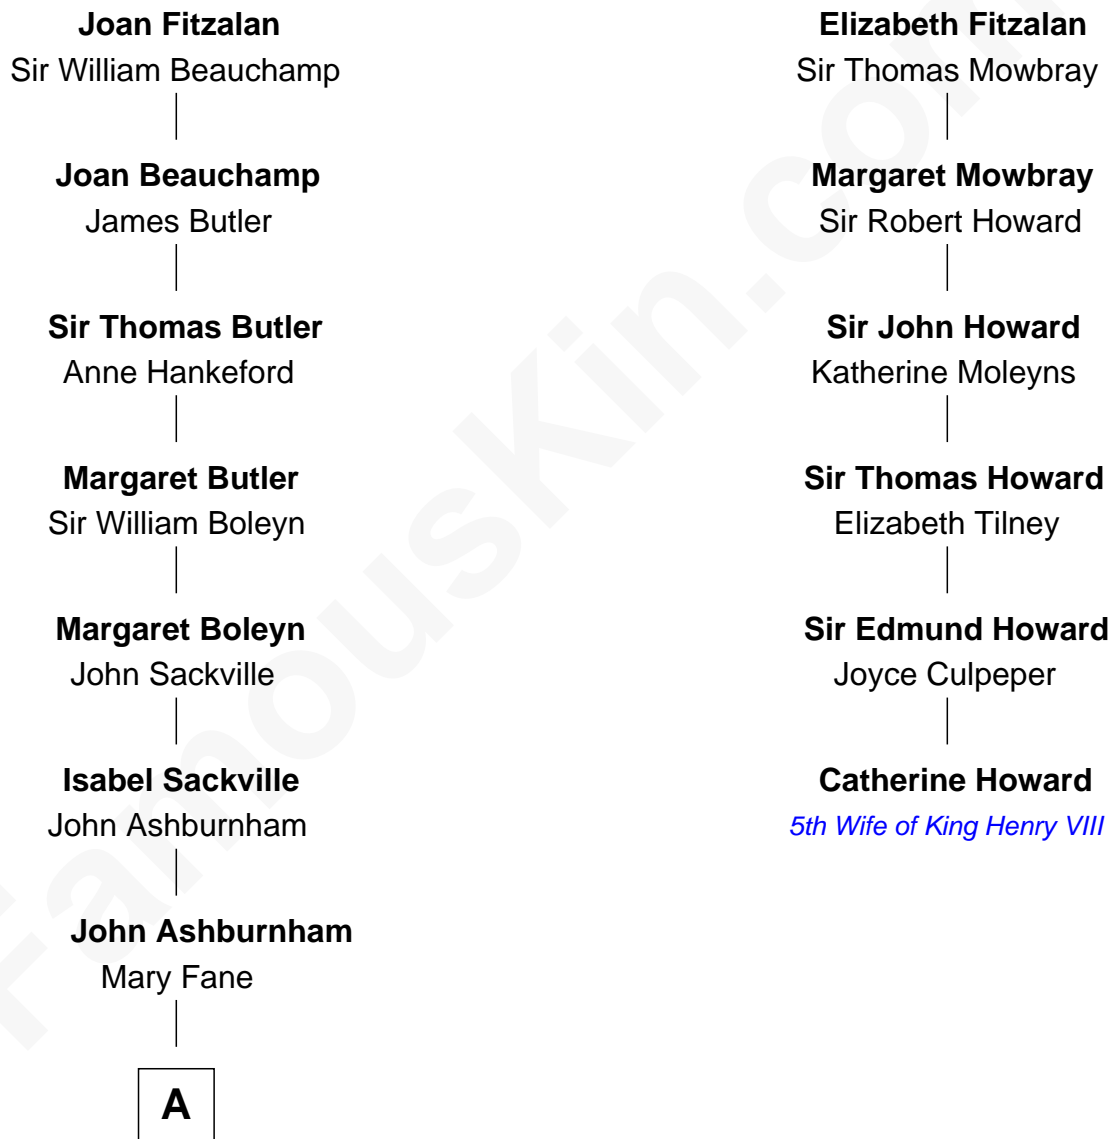 Joan Fitzalan
Sir William Beauchamp
Joan Beauchamp
James Butler
Sir Thomas Butler
Anne Hankeford
Margaret Butler
Sir William Boleyn
Margaret Boleyn
John Sackville
Isabel Sackville
John Ashburnham
John Ashburnham
Mary Fane
A
Elizabeth Fitzalan
Sir Thomas Mowbray
Margaret Mowbray
Sir Robert Howard
Sir John Howard
Katherine Moleyns
Sir Thomas Howard
Elizabeth Tilney
Sir Edmund Howard
Joyce Culpeper
Catherine Howard
5th Wife of King Henry VIII
FamousKin.com